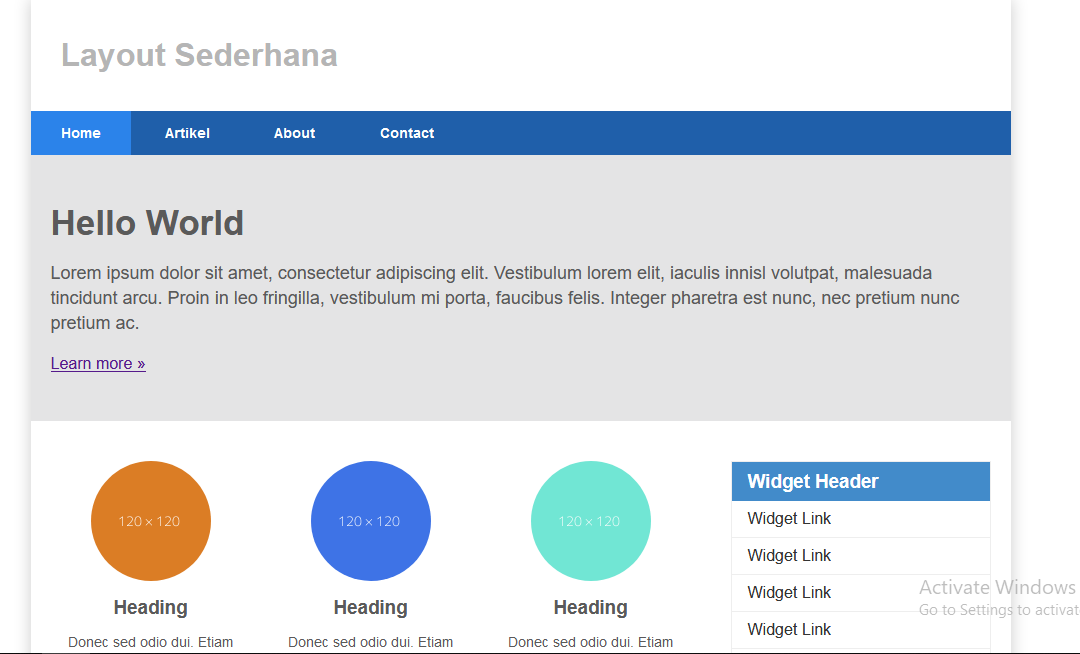 Layout Sederhana
Home Artikel About Contact
Hello World
Lorem ipsum dolor sit amet, consectetur adipiscing elit. Vestibulum lorem elit, iaculis innisl volutpat, malesuada
tincidunt arcu. Proin in leo fringilla, vestibulum mi porta, faucibus felis. Integer pharetra est nunc, nec pretium nunc
pretium ac.
Learn more »
120 × 120
Heading
Donec sed odio dui. Etiam
120 × 120
Heading
Donec sed odio dui. Etiam
120 × 120
Heading
Donec sed odio dui. Etiam
Widget Header
Widget Link
Widget Link
Widget Link
Widget Link
Activate Windows
Go to Settings to activat